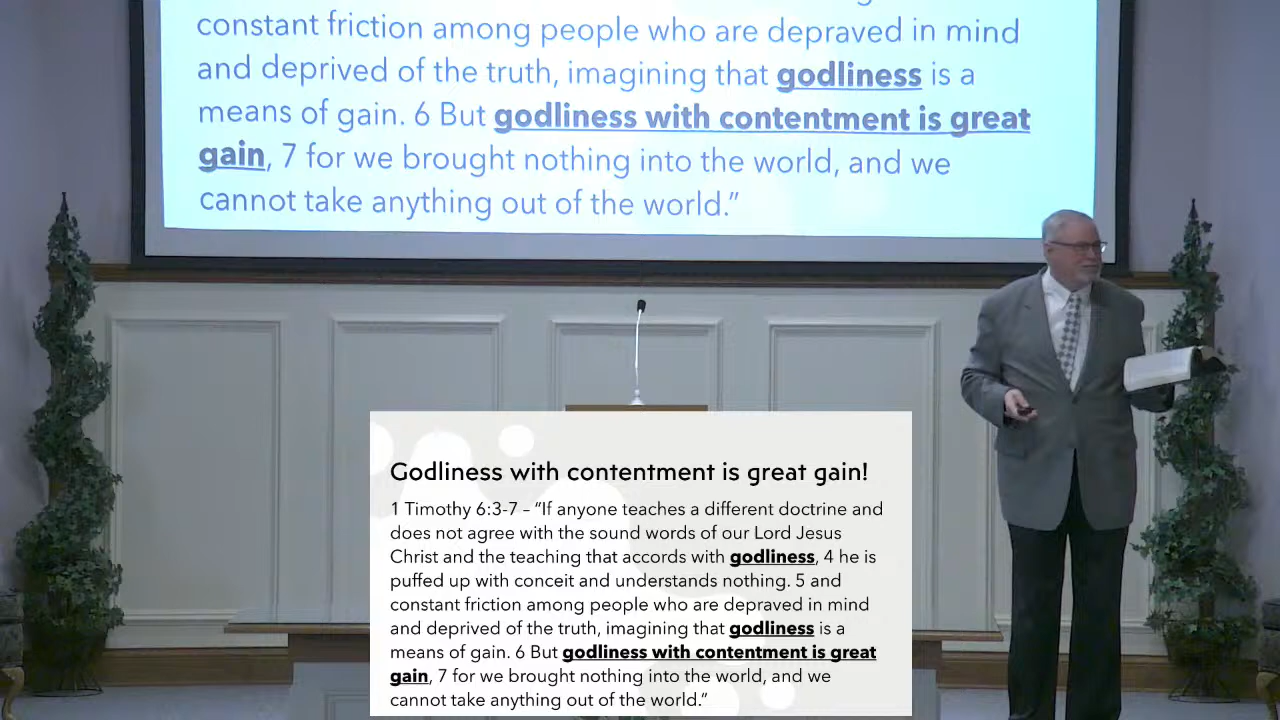 constant friction among people who are depraved in mind
and deprived of the truth, imagining that godliness is a
means of gain. 6 But godliness with contentment is great
gain, 7 for we brought nothing into the world, and we
cannot take anything out of the world.”
Godliness with contentment is great gain!
1 Timothy 6:3-7 – “If anyone teaches a different doctrine and
does not agree with the sound words of our Lord Jesus
Christ and the teaching that accords with godliness, 4 he is
puffed up with conceit and understands nothing. 5 and
constant friction among people who are depraved in mind
and deprived of the truth, imagining that godliness is a
means of gain. 6 But godliness with contentment is great
gain, 7 for we brought nothing into the world, and we
cannot take anything out of the world.”